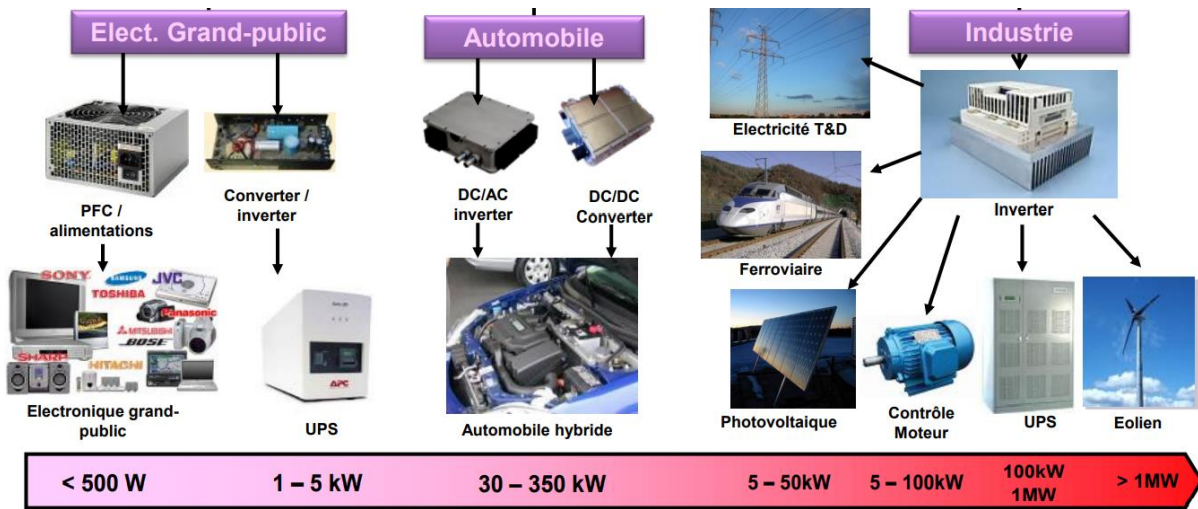 Elect. Grand-public
Automobile
Industrie
PFC /
alimentations
Converter /
inverter
DC/AC
inverter
DC/DC
Converter
Electricité T&D
Ferroviaire
Inverter
SONY
SAMSUNG
JVC
TOSHIBA
Panasonic
MITSUBISHI
BOSE
SHARP
HITACHI
APC
Electronique grand-
public
UPS
Automobile hybride
Photovoltaique
Contrôle
Moteur
UPS
Eolien
< 500 W
1 – 5 kW
30 – 350 kW
5 – 50kW
5 – 100kW
100kW
1MW
> 1MW